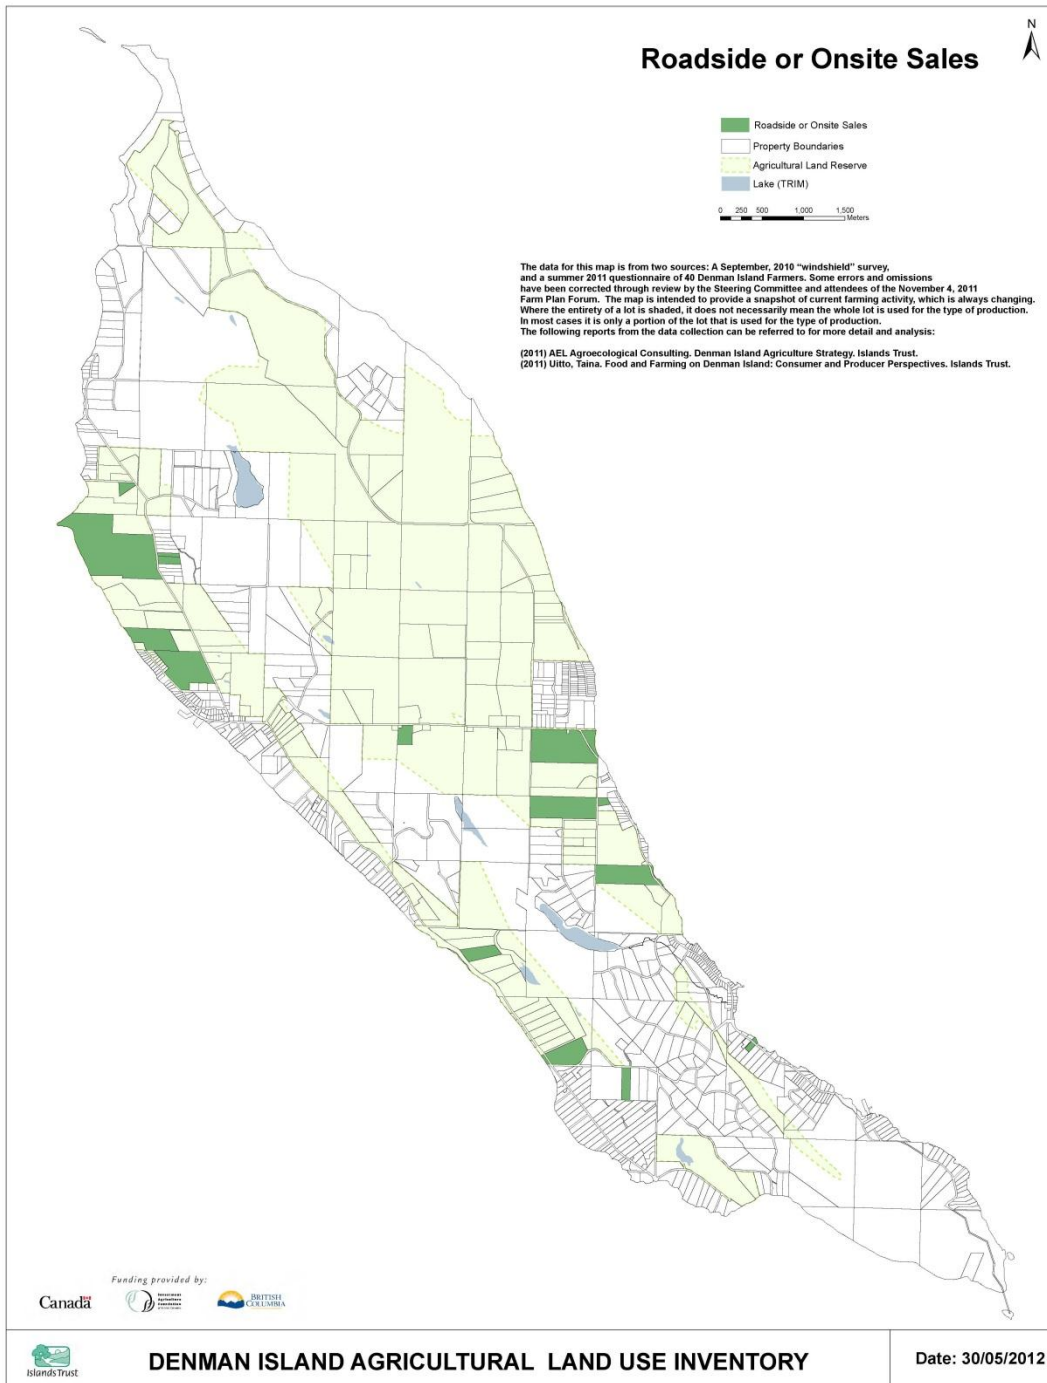 N
Roadside or Onsite Sales
Roadside or Onsite Sales
Property Boundaries
Agricultural Land Reserve
Lake (TRIM)
0 250 500 1,000 1,500
Meters
The data for this map is from two sources: A September, 2010 "windshield" survey,
and a summer 2011 questionnaire of 40 Denman Island Farmers. Some errors and omissions
have been corrected through review by the Steering Committee and attendees of the November 4, 2011
Farm Plan Forum. The map is intended to provide a snapshot of current farming activity, which is always changing.
Where the entirety of a lot is shaded, it does not necessarily mean the whole lot is used for the type of production.
In most cases it is only a portion of the lot that is used for the type of production.
The following reports from the data collection can be referred to for more detail and analysis:
(2011) AEL Agroecological Consulting. Denman Island Agriculture Strategy. Islands Trust.
(2011) Uitto, Taina. Food and Farming on Denman Island: Consumer and Producer Perspectives. Islands Trust.
Funding provided by:
Canada
Investment
Agriculture
Foundation
BRITISH
COLUMBIA
Islands Trust
DENMAN ISLAND AGRICULTURAL LAND USE INVENTORY
Date: 30/05/2012